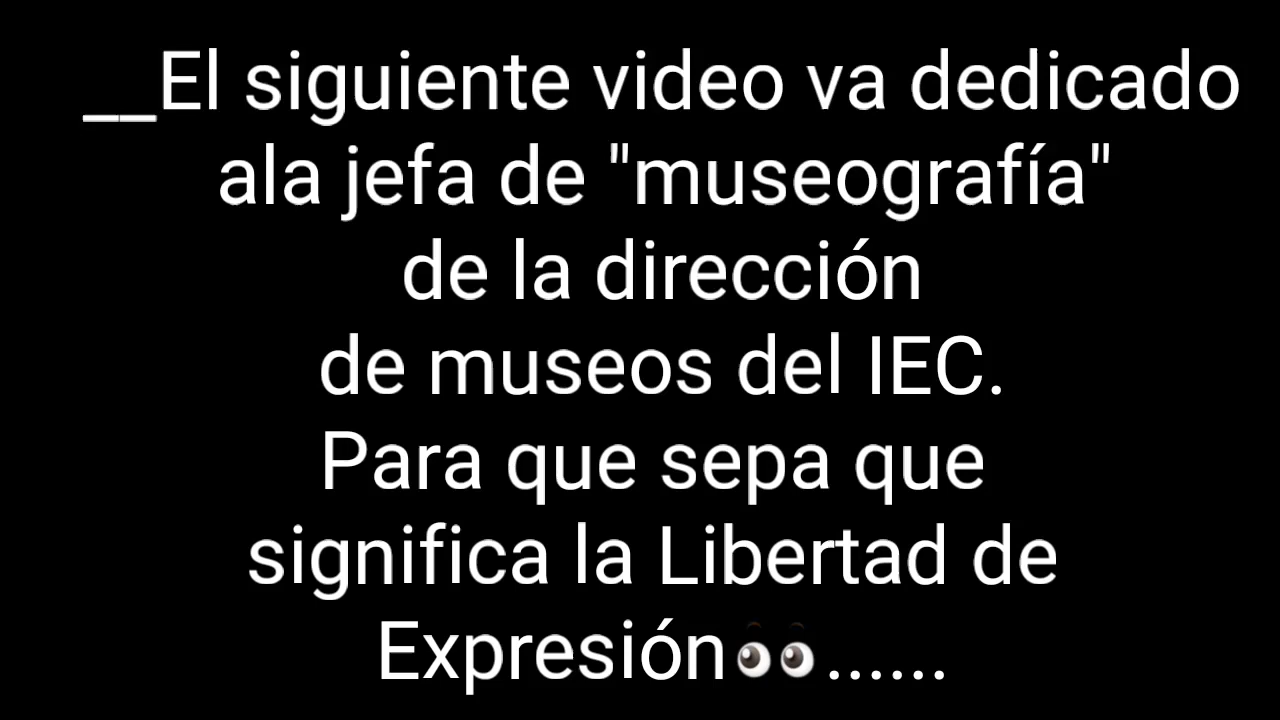 __El siguiente video va dedicado
ala jefa de "museografía"
de la dirección
de museos del IEC.
Para que sepa que
significa la Libertad de
Expresión👀......